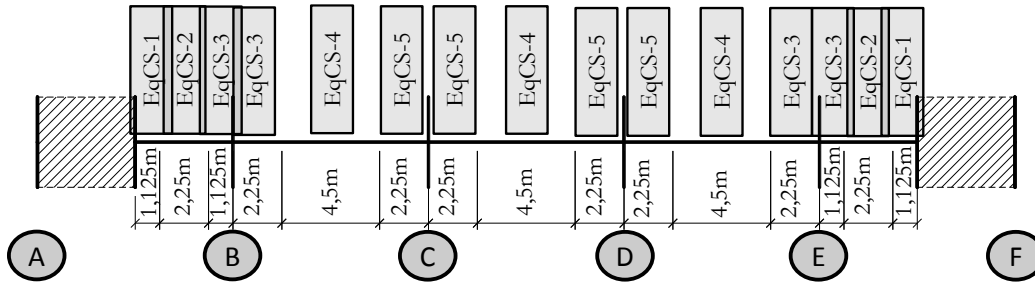 EqCS-1
EqCS-2
EqCS-3
EqCS-3
EqCS-4
EqCS-5
EqCS-5
EqCS-4
EqCS-5
EqCS-5
EqCS-4
EqCS-3
EqCS-3
EqCS-2
EqCS-1
1,125m
2,25m
1,125m
2,25m
4,5m
2,25m
2,25m
4,5m
2,25m
2,25m
4,5m
2,25m
1,125m
2,25m
1,125m
A
B
C
D
E
F